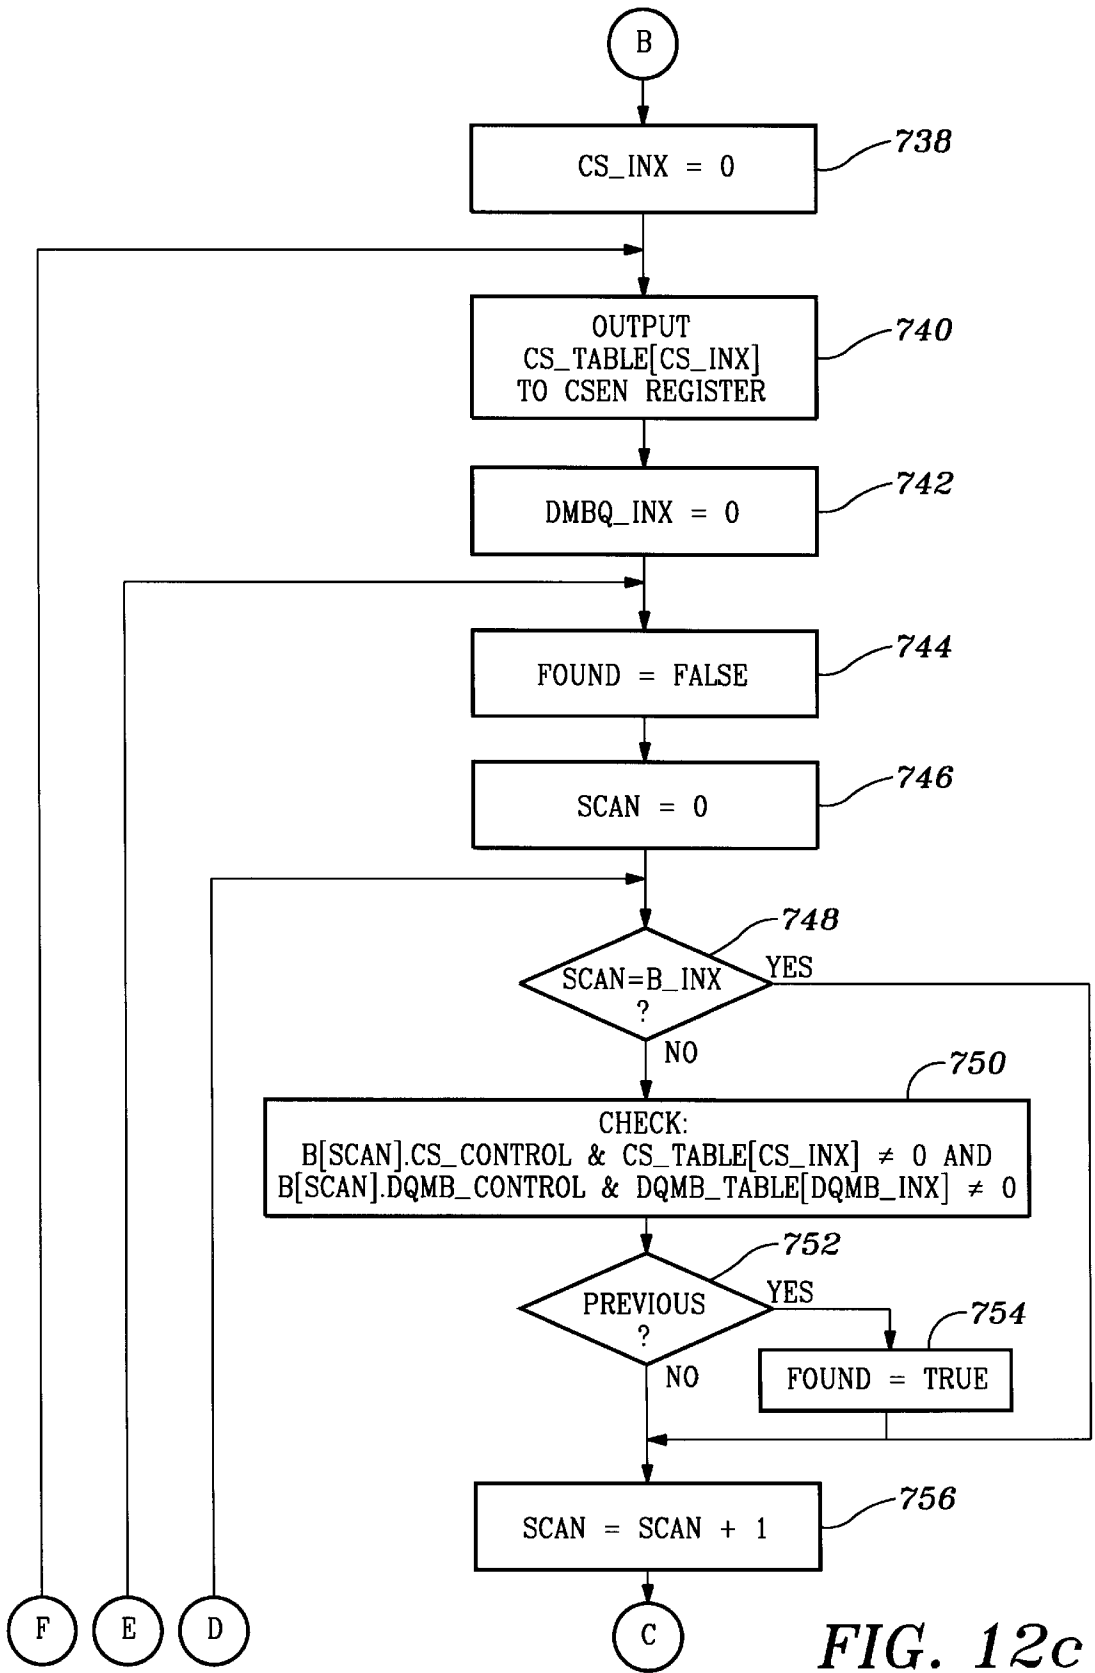 B
738
CS_INX = 0
OUTPUT
740
CS_TABLE[CS_INX]
TO CSEN REGISTER
742
DMBQ_INX = 0
744
FOUND = FALSE
746
SCAN = 0
748
SCAN=B_INX
YES
?
NO
750
CHECK:
B[SCAN].CS_CONTROL & CS_TABLE[CS_INX] ≠ 0 AND
B[SCAN].DQMB_CONTROL & DQMB_TABLE[DQMB_INX] ≠ 0
752
PREVIOUS
YES
?
754
NO
FOUND = TRUE
756
SCAN = SCAN + 1
F
E
D
C
FIG. 12c